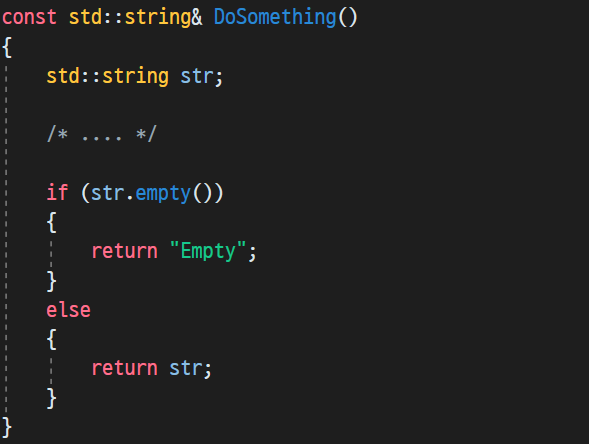 const std::string& DoSomething()
{
    std::string str;

    /* .... */

    if (str.empty())
    {
        return "Empty";
    }
    else
    {
        return str;
    }
}